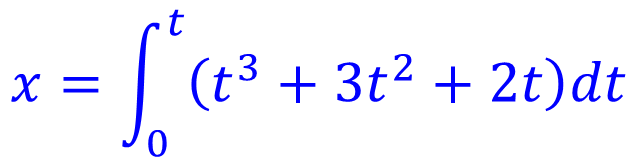 x = ∫₀ᵗ (t³ + 3t² + 2t)dt